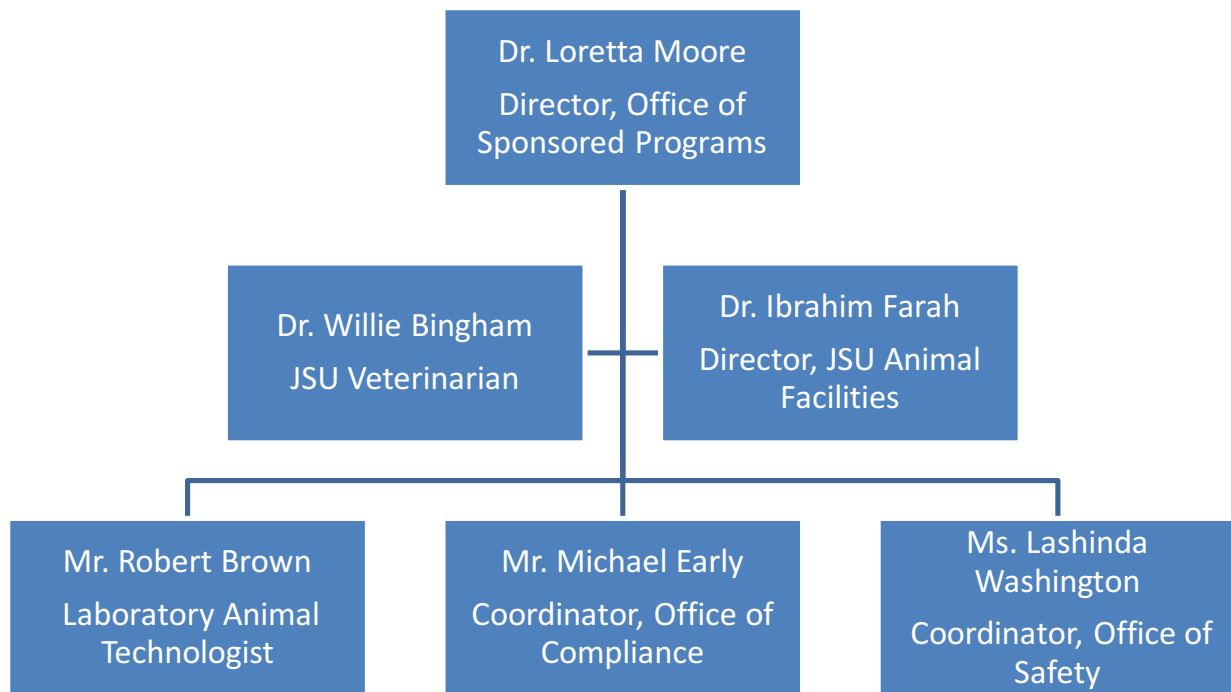 Dr. Loretta Moore
Director, Office of
Sponsored Programs
Dr. Willie Bingham
JSU Veterinarian
Dr. Ibrahim Farah
Director, JSU Animal
Facilities
Mr. Robert Brown
Laboratory Animal
Technologist
Mr. Michael Early
Coordinator, Office of
Compliance
Ms. Lashinda
Washington
Coordinator, Office of
Safety